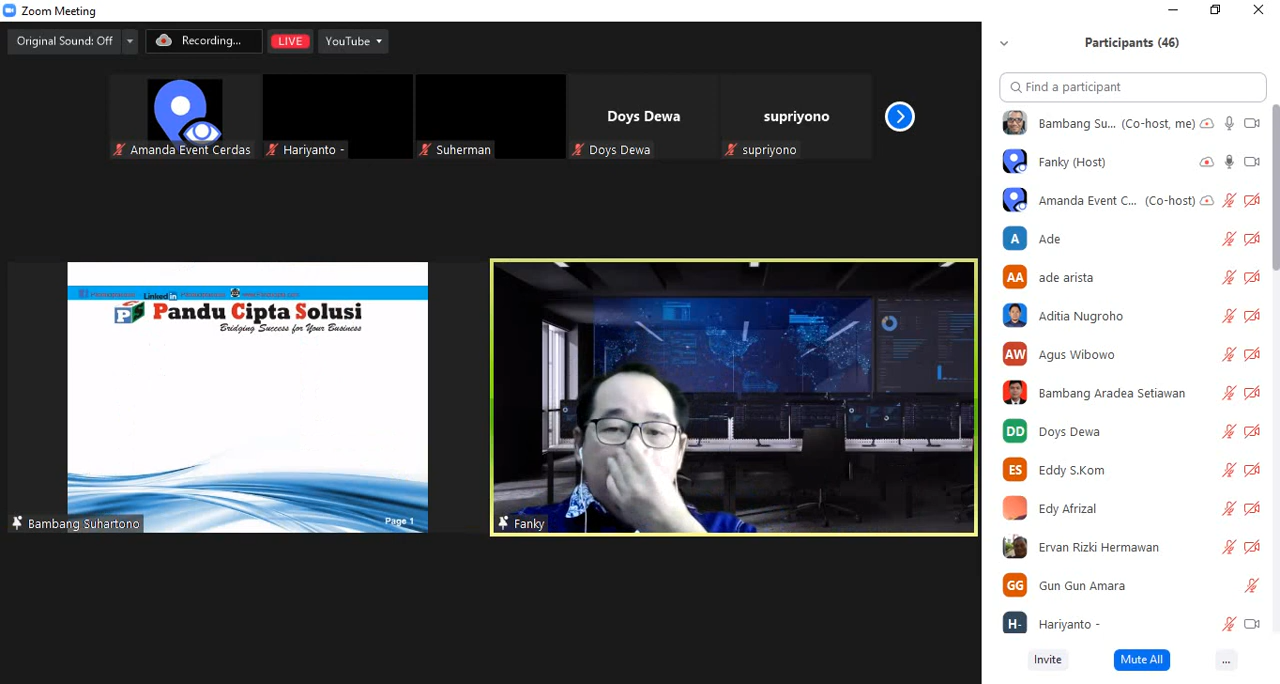 Zoom Meeting
Original Sound: Off
Recording...
LIVE
YouTube
Amanda Event Cerdas
Hariyanto -
Suherman
Doys Dewa
Doys Dewa
supriyono
supriyono
Linked in
Pandu Cipta Solusi
Bridging Success for Your Business
Page 1
Bambang Suhartono
Fanky
Participants (46)
Find a participant
Bambang Su... (Co-host, me)
Fanky (Host)
Amanda Event C... (Co-host)
A Ade
AA ade arista
Aditia Nugroho
AW Agus Wibowo
Bambang Aradea Setiawan
DD Doys Dewa
ES Eddy S.Kom
Edy Afrizal
Ervan Rizki Hermawan
GG Gun Gun Amara
H- Hariyanto -
Invite
Mute All
...